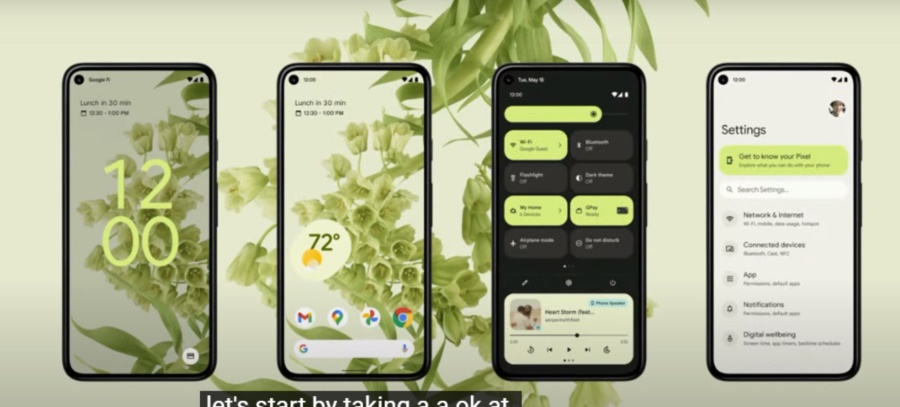 Google Fi
Lunch in 30 min
12:30 - 1:00 PM
12
00
12:00
Lunch in 30 min
12:30 - 1:00 PM
72°
Tue, May 18
12:00
Wi-Fi
Google Guest
Bluetooth
Off
Flashlight
Off
Dark theme
Off
My Home
GPay
Ready
Airplane mode
Off
Do not disturb
Off
Phone Speaker
Heart Storm (feat...
12:00
Settings
Get to know your Pixel
Explore what you can do with your phone
Search Settings...
Network & Internet
Wi-Fi, mobile, data usage, hotspot
Connected devices
Bluetooth, Cast, NFC
App
Permissions, default apps
Notifications
Permissions, default apps
Digital wellbeing
Screen time, app timers, bedtime schedules
let's start by taking a a ok at